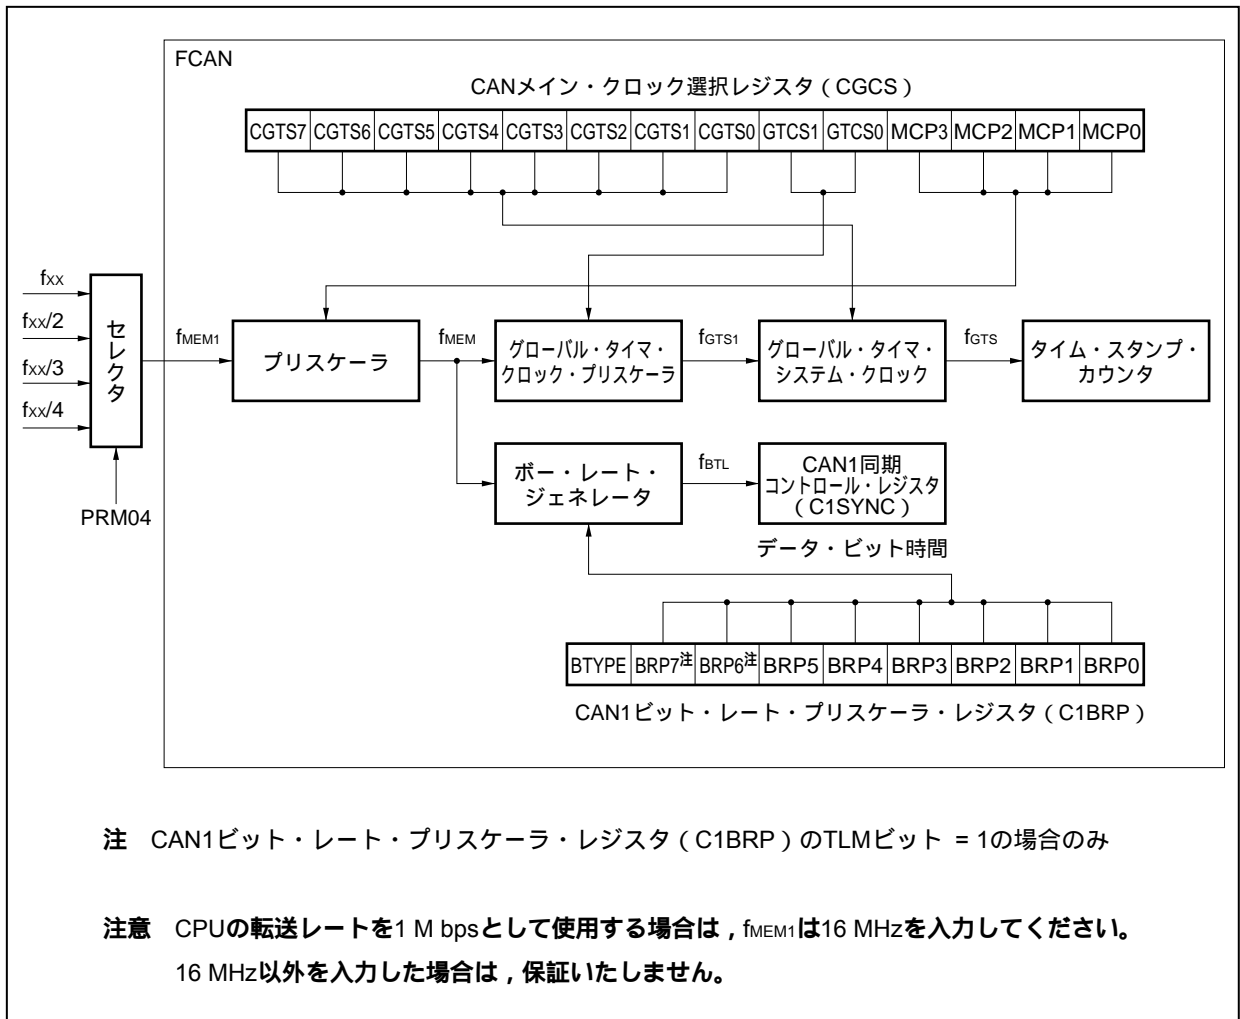 FCAN
CANメイン・クロック選択レジスタ（CGCS）
CGTS7 CGTS6 CGTS5 CGTS4 CGTS3 CGTS2 CGTS1 CGTS0 GTCS1 GTCS0 MCP3 MCP2 MCP1 MCP0
fXX
fXX/2
fXX/3
fXX/4
セレクタ
PRM04
fMEM1
プリスケーラ
fMEM
グローバル・タイマ・
クロック・プリスケーラ
fGTS1
グローバル・タイマ・
システム・クロック
fGTS
タイム・スタンプ・
カウンタ
ボー・レート・
ジェネレータ
fBTL
CAN1同期
コントロール・レジスタ
（C1SYNC）
データ・ビット時間
BTYPE BRP7注 BRP6注 BRP5 BRP4 BRP3 BRP2 BRP1 BRP0
CAN1ビット・レート・プリスケーラ・レジスタ（C1BRP）
注 CAN1ビット・レート・プリスケーラ・レジスタ（C1BRP）のTLMビット = 1の場合のみ
注意 CPUの転送レートを1 M bpsとして使用する場合は，fMEM1は16 MHzを入力してください。
16 MHz以外を入力した場合は，保証いたしません。